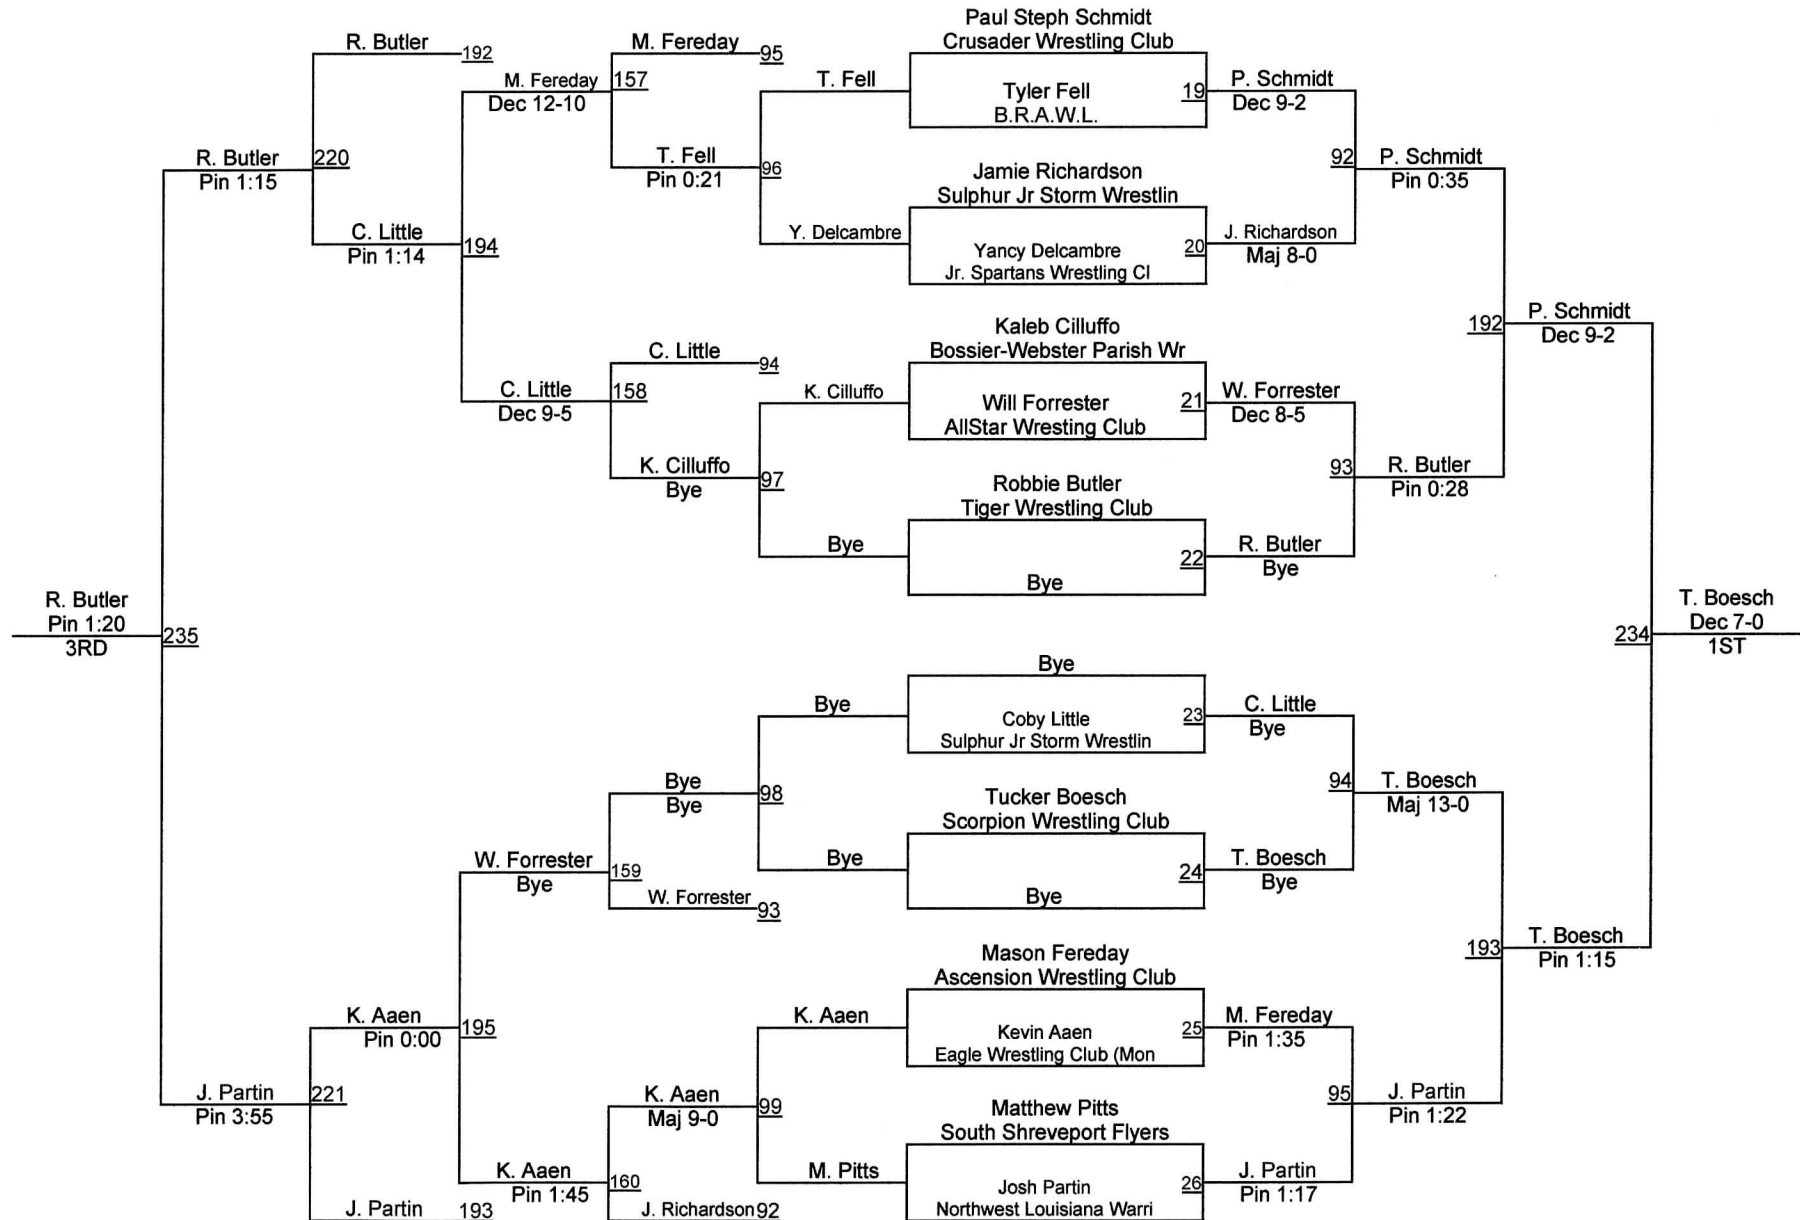 Paul Steph Schmidt
Crusader Wrestling Club
R. Butler
192
M. Fereday
95
M. Fereday
157
Dec 12-10
T. Fell
Tyler Fell
19
B.R.A.W.L.
P. Schmidt
Dec 9-2
R. Butler
220
Pin 1:15
T. Fell
96
Pin 0:21
Jamie Richardson
Sulphur Jr Storm Wrestlin
92
P. Schmidt
Pin 0:35
C. Little
194
Pin 1:14
Y. Delcambre
Yancy Delcambre
20
Jr. Spartans Wrestling Cl
J. Richardson
Maj 8-0
Kaleb Cilluffo
Bossier-Webster Parish Wr
192
P. Schmidt
Dec 9-2
C. Little
94
C. Little
158
Dec 9-5
K. Cilluffo
Will Forrester
21
AllStar Wresting Club
W. Forrester
Dec 8-5
K. Cilluffo
97
Bye
Robbie Butler
Tiger Wrestling Club
93
R. Butler
Pin 0:28
Bye
22
Bye
R. Butler
Bye
R. Butler
Pin 1:20
235
3RD
234
T. Boesch
Dec 7-0
1ST
Bye
Bye
Coby Little
23
Sulphur Jr Storm Wrestlin
C. Little
Bye
Bye
98
Bye
Tucker Boesch
Scorpion Wrestling Club
94
T. Boesch
Maj 13-0
W. Forrester
159
Bye
Bye
24
Bye
T. Boesch
Bye
W. Forrester
93
Mason Fereday
Ascension Wrestling Club
193
T. Boesch
Pin 1:15
K. Aaen
195
Pin 0:00
K. Aaen
Kevin Aaen
25
Eagle Wrestling Club (Mon
M. Fereday
Pin 1:35
J. Partin
221
Pin 3:55
K. Aaen
99
Maj 9-0
Matthew Pitts
South Shreveport Flyers
95
J. Partin
Pin 1:22
K. Aaen
160
Pin 1:45
M. Pitts
Josh Partin
26
Northwest Louisiana Warri
J. Partin
Pin 1:17
J. Partin
193
J. Richardson
92